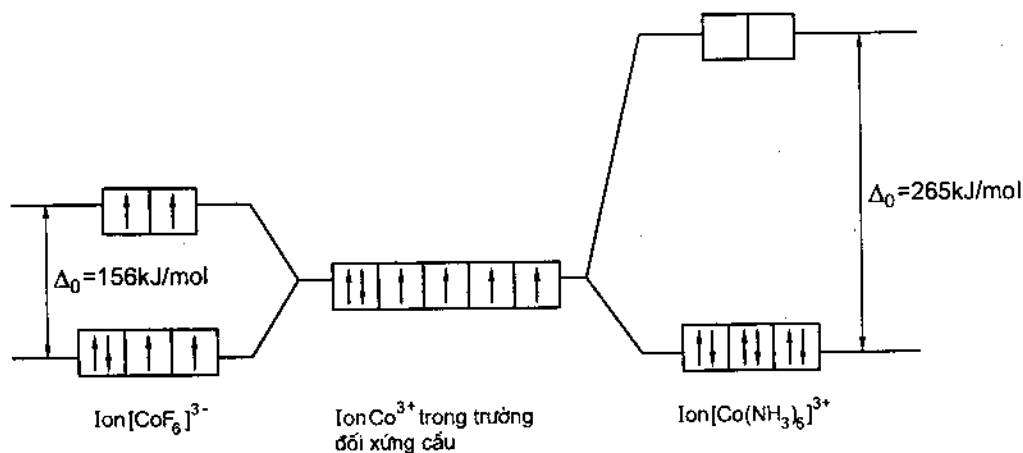 Δ₀=156kJ/mol
Δ₀=265kJ/mol
Ion[CoF₆]³⁻
Ion Co³⁺ trong trường
đối xứng cầu
Ion[Co(NH₃)₆]³⁺